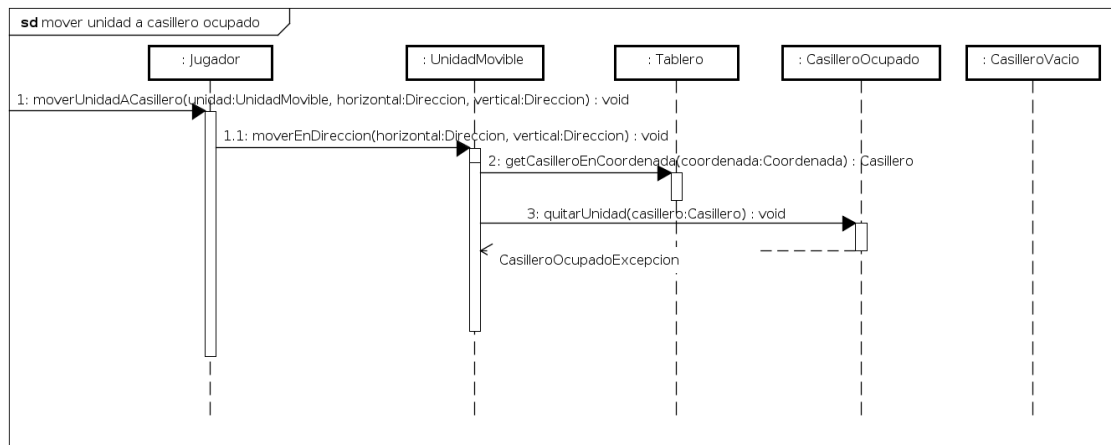 sd mover unidad a casillero ocupado
: Jugador
: UnidadMovible
: Tablero
: CasilleroOcupado
: CasilleroVacio
1: moverUnidadACasillero(unidad:UnidadMovible, horizontal:Direccion, vertical:Direccion) : void
1.1: moverEnDireccion(horizontal:Direccion, vertical:Direccion) : void
2: getCasilleroEnCoordenada(coordenada:Coordenada) : Casillero
3: quitarUnidad(casillero:Casillero) : void
CasilleroOcupadoExcepcion